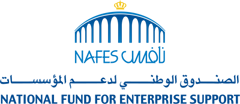 NAFES نافس
الصندوق الوطني لدعم المؤسسات
NATIONAL FUND FOR ENTERPRISE SUPPORT